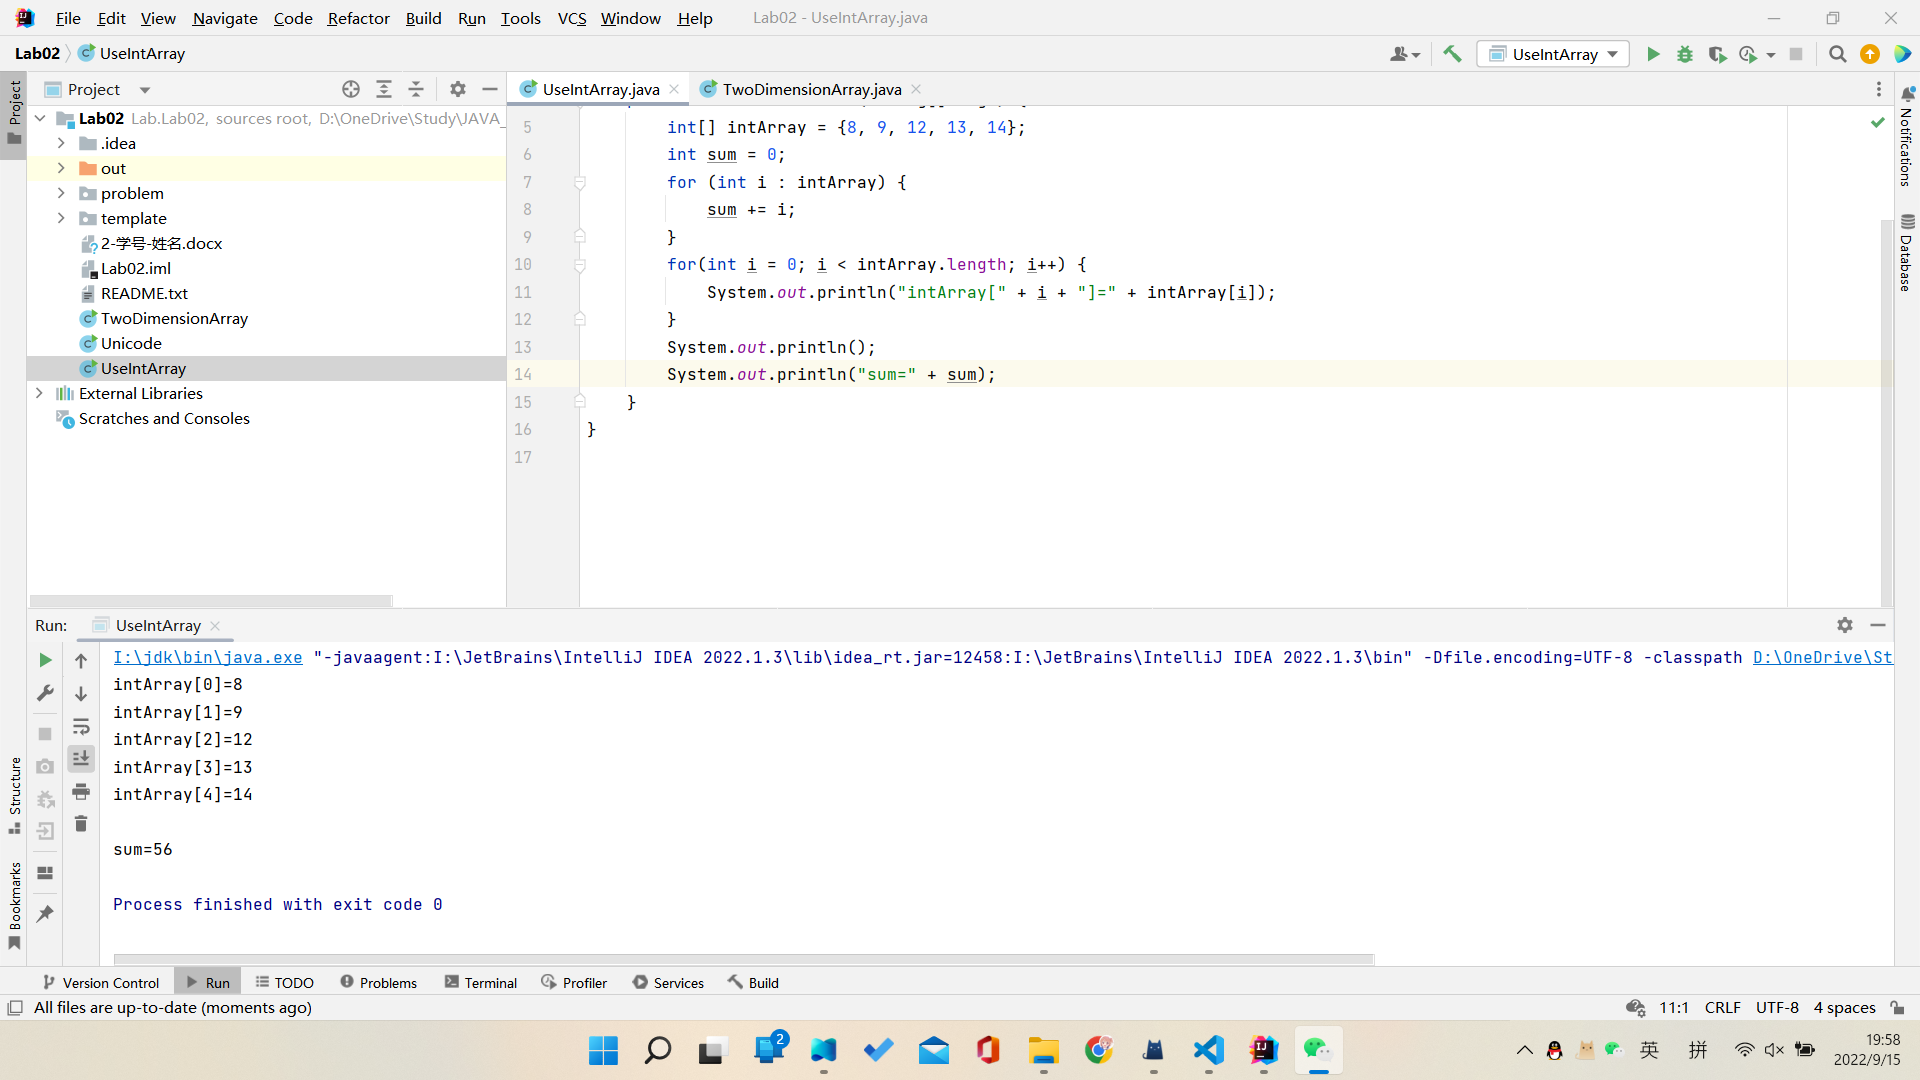 File Edit View Navigate Code Refactor Build Run Tools VCS Window Help Lab02 - UseIntArray.java
Lab02 UseIntArray UseIntArray
Project UseIntArray.java TwoDimensionArray.java
Project
Lab02 Lab.Lab02, sources root, D:\OneDrive\Study\JAVA_
.idea
out
problem
template
2-学号-姓名.docx
Lab02.iml
README.txt
TwoDimensionArray
Unicode
UseIntArray
External Libraries
Scratches and Consoles
5 int[] intArray = {8, 9, 12, 13, 14};
6 int sum = 0;
7 for (int i : intArray) {
8 sum += i;
9 }
10 for(int i = 0; i < intArray.length; i++) {
11 System.out.println("intArray[" + i + "]=" + intArray[i]);
12 }
13 System.out.println();
14 System.out.println("sum=" + sum);
15 }
16 }
17
Notifications
Database
Run: UseIntArray
I:\jdk\bin\java.exe "-javaagent:I:\JetBrains\IntelliJ IDEA 2022.1.3\lib\idea_rt.jar=12458:I:\JetBrains\IntelliJ IDEA 2022.1.3\bin" -Dfile.encoding=UTF-8 -classpath D:\OneDrive\St
intArray[0]=8
intArray[1]=9
intArray[2]=12
intArray[3]=13
intArray[4]=14
sum=56
Process finished with exit code 0
Structure
Bookmarks
Version Control Run TODO Problems Terminal Profiler Services Build
All files are up-to-date (moments ago) 11:1 CRLF UTF-8 4 spaces
2 英 拼 19:58
2022/9/15